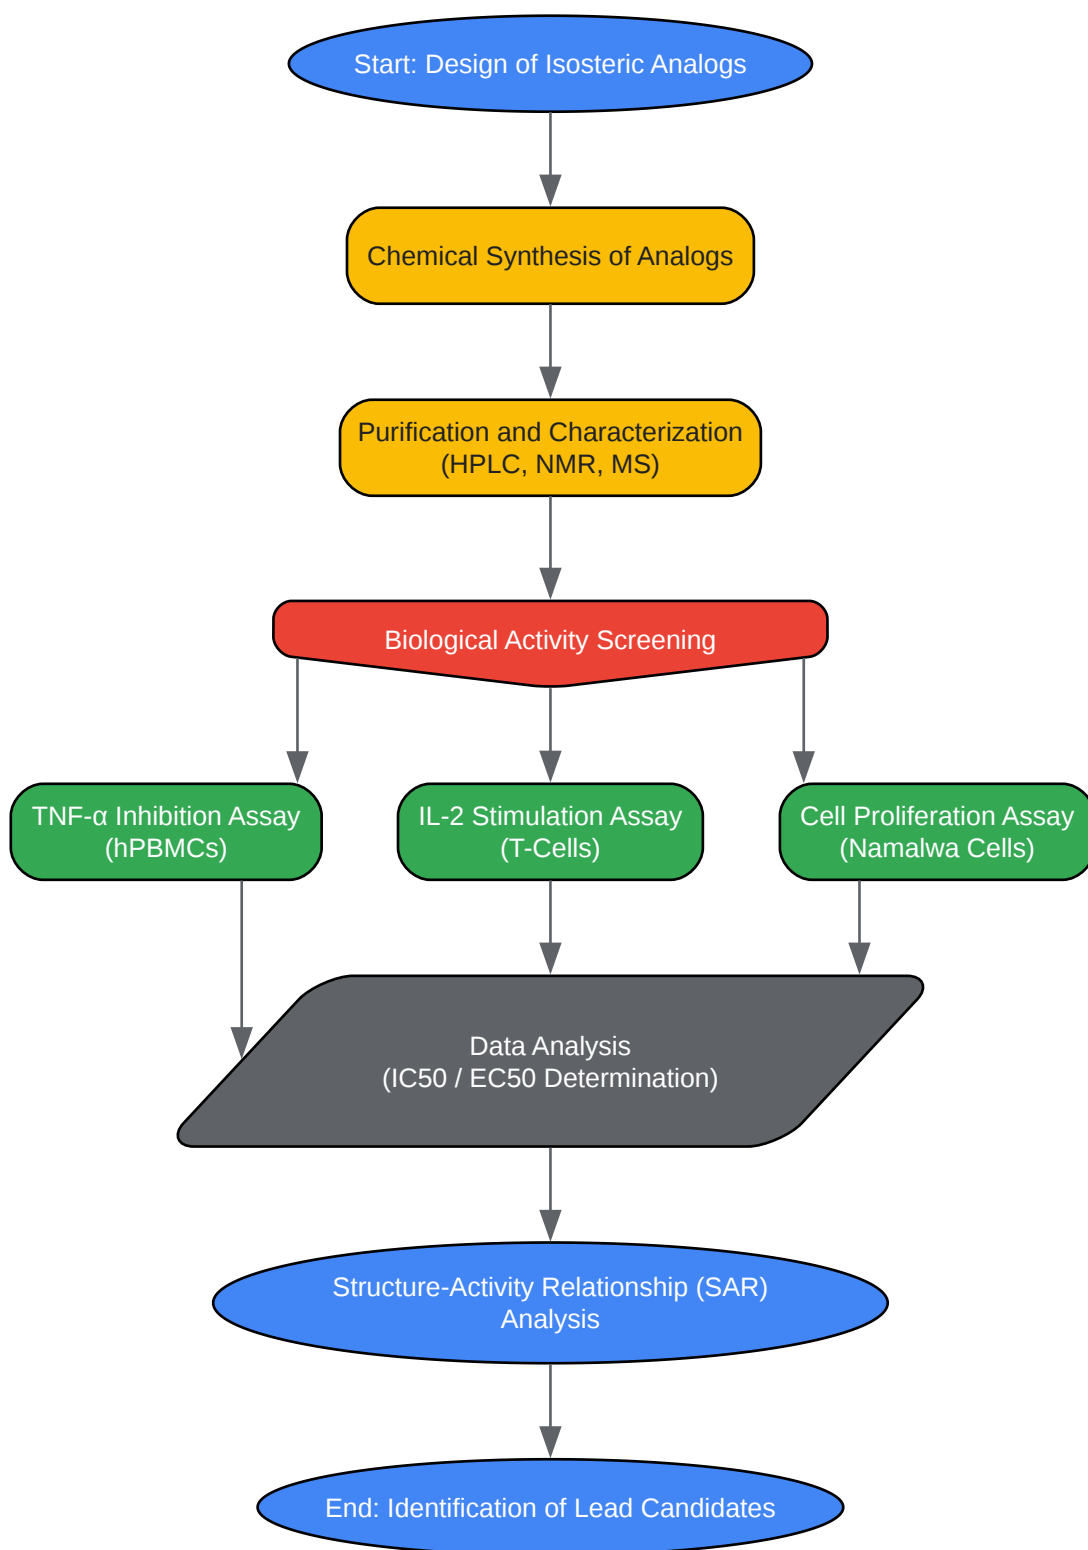 Start: Design of Isosteric Analogs
Chemical Synthesis of Analogs
Purification and Characterization
(HPLC, NMR, MS)
Biological Activity Screening
TNF-α Inhibition Assay
(hPBMCs)
IL-2 Stimulation Assay
(T-Cells)
Cell Proliferation Assay
(Namalwa Cells)
Data Analysis
(IC50 / EC50 Determination)
Structure-Activity Relationship (SAR)
Analysis
End: Identification of Lead Candidates